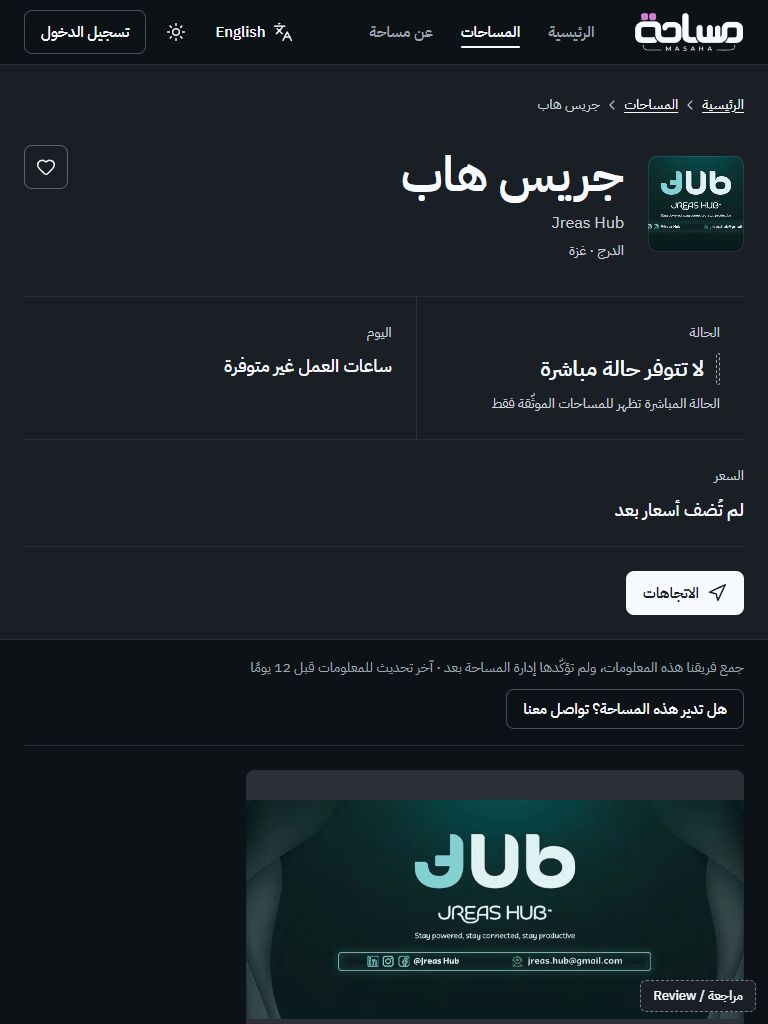 مساحة
MASAHA
الرئيسية
المساحات
عن مساحة
English
تسجيل الدخول
الرئيسية › المساحات › جريس هاب
JUb
JREAS HUB™
جريس هاب
Jreas Hub
الدرج · غزة
الحالة
لا تتوفر حالة مباشرة
الحالة المباشرة تظهر للمساحات الموثّقة فقط
اليوم
ساعات العمل غير متوفرة
السعر
لم تُضف أسعار بعد
الاتجاهات
جمع فريقنا هذه المعلومات، ولم تؤكّدها إدارة المساحة بعد · آخر تحديث للمعلومات قبل 12 يومًا
هل تدير هذه المساحة؟ تواصل معنا
JUb
JREAS HUB™
Stay powered, stay connected, stay productive
@Jreas Hub
jreas.hub@gmail.com
مراجعة / Review